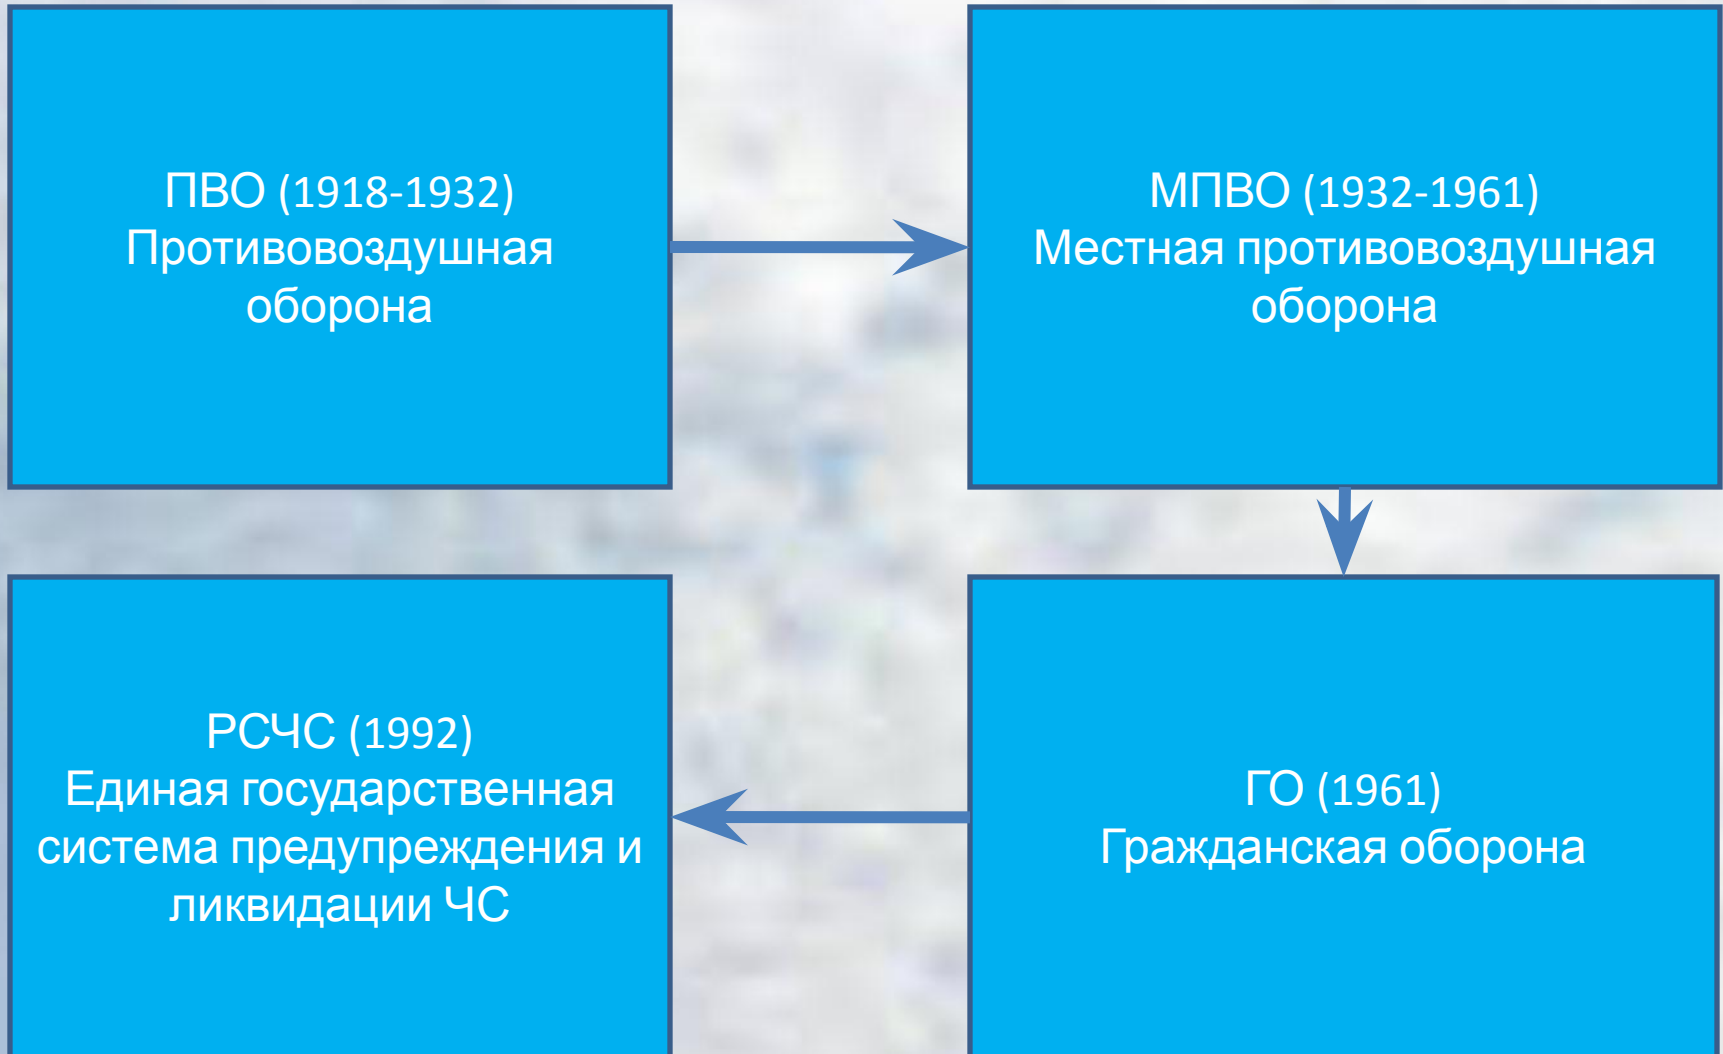 ПВО (1918-1932)
Противовоздушная
оборона
МПВО (1932-1961)
Местная противовоздушная
оборона
РСЧС (1992)
Единая государственная
система предупреждения и
ликвидации ЧС
ГО (1961)
Гражданская оборона